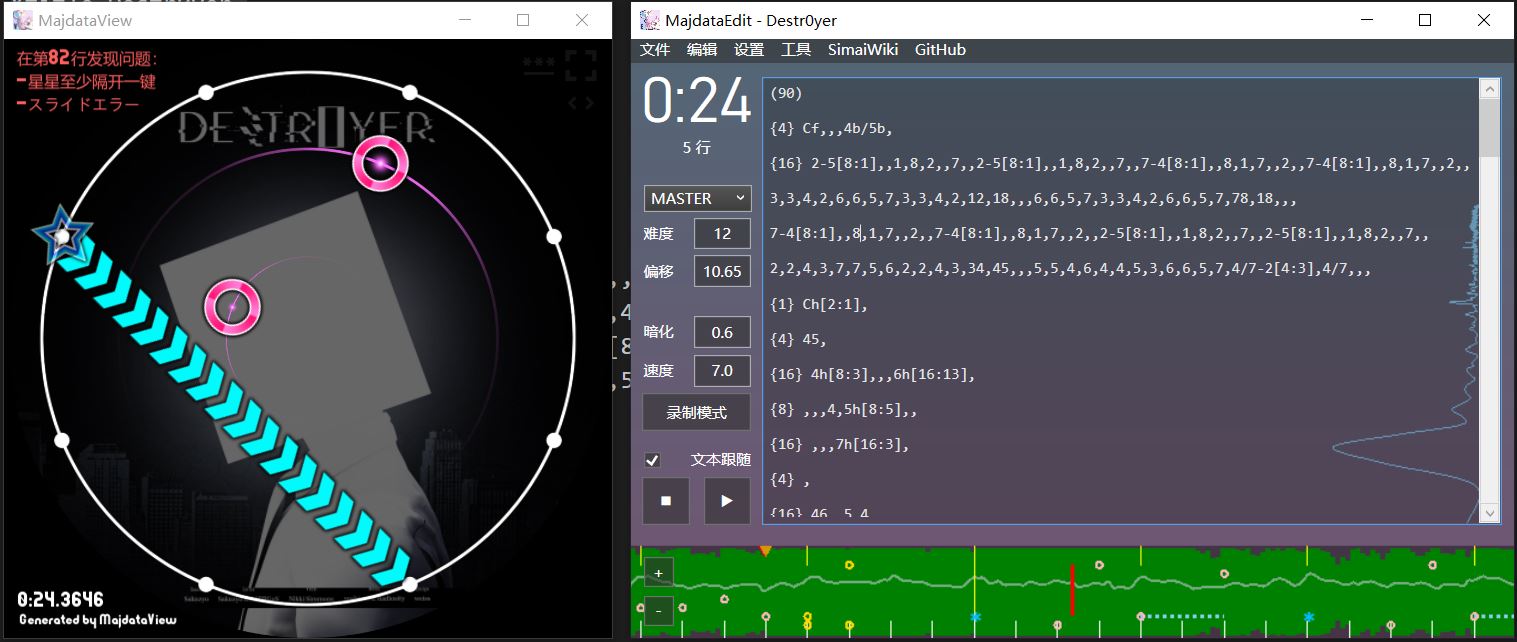 MajdataView
在第82行发现问题：
-星星至少隔开一键
-スライドエラー
DESTR0YER
0:24.3646
Generated by MajdataView
MajdataEdit - Destr0yer
文件 编辑 设置 工具 SimaiWiki GitHub
0:24
5 行
MASTER
难度 12
偏移 10.65
暗化 0.6
速度 7.0
录制模式
文本跟随
(90)
{4} Cf,,,4b/5b,
{16} 2-5[8:1],,1,8,2,,7,,2-5[8:1],,1,8,2,,7,,7-4[8:1],,8,1,7,,2,,7-4[8:1],,8,1,7,,2,,
3,3,4,2,6,6,5,7,3,3,4,2,12,18,,,6,6,5,7,3,3,4,2,6,6,5,7,78,18,,,
7-4[8:1],,8,1,7,,2,,7-4[8:1],,8,1,7,,2,,2-5[8:1],,1,8,2,,7,,2-5[8:1],,1,8,2,,7,,
2,2,4,3,7,7,5,6,2,2,4,3,34,45,,,5,5,4,6,4,4,5,3,6,6,5,7,4/7-2[4:3],4/7,,,
{1} Ch[2:1],
{4} 45,
{16} 4h[8:3],,,6h[16:13],
{8} ,,,4,5h[8:5],,
{16} ,,,7h[16:3],
{4} ,
+
-